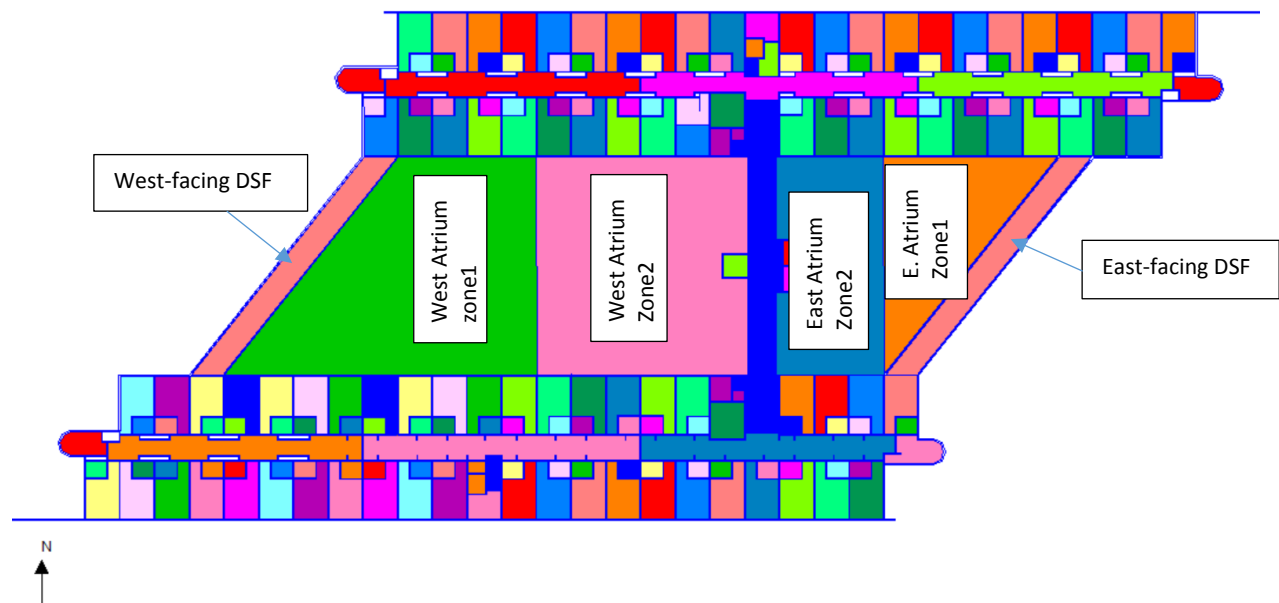 West-facing DSF
West Atrium
zone1
West Atrium
Zone2
East Atrium
Zone2
E. Atrium
Zone1
East-facing DSF
N